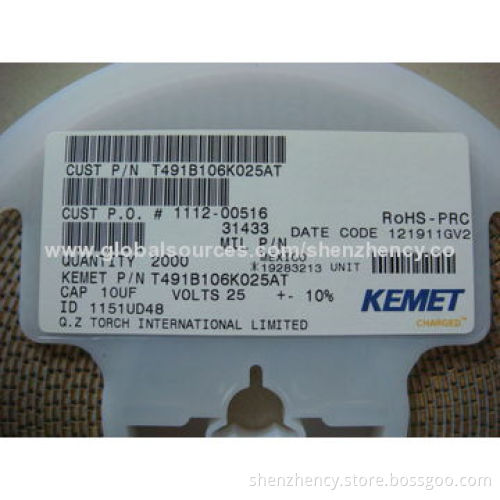 CUST P/N T491B106K025AT
CUST P.O. # 1112-00516
31433
RoHS-PRC
MTL P/N
DATE CODE 121911GV2
www.globalsources.com/shenzhency.co
QUANTITY 2000
*19283213 UNIT
KEMET P/N T491B106K025AT
CAP 10UF VOLTS 25 +- 10%
ID 1151UD48
Q.Z TORCH INTERNATIONAL LIMITED
KEMET
CHARGED
shenzhency.store.bossgoo.com